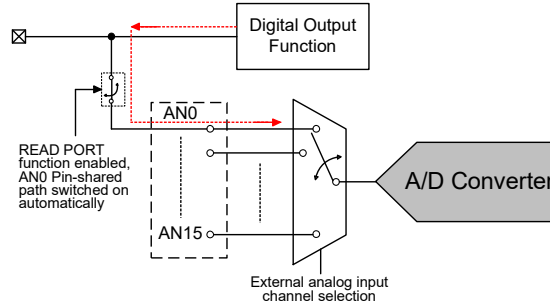 Digital Output
Function
AN0
READ PORT
function enabled,
AN0 Pin-shared
path switched on
automatically
A/D Converter
AN15
External analog input
channel selection